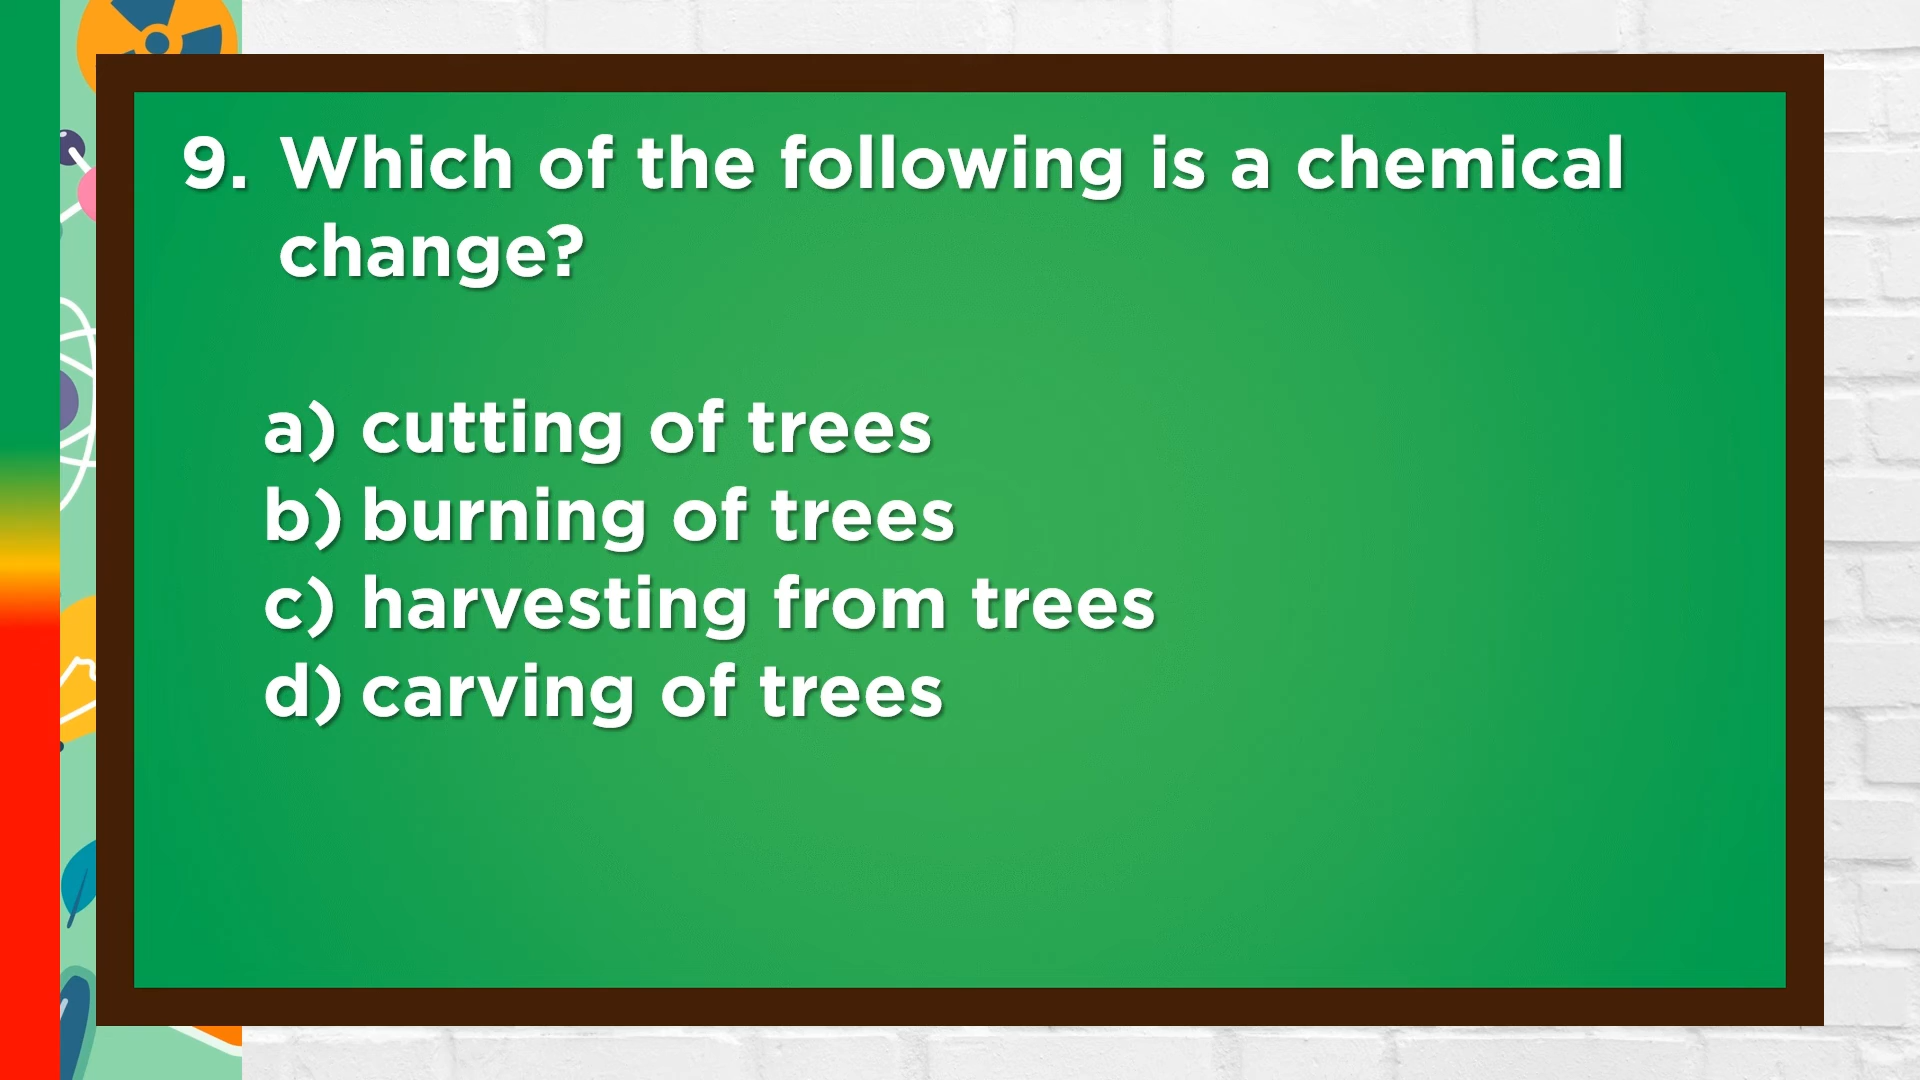 9. Which of the following is a chemical
change?
a) cutting of trees
b) burning of trees
c) harvesting from trees
d) carving of trees